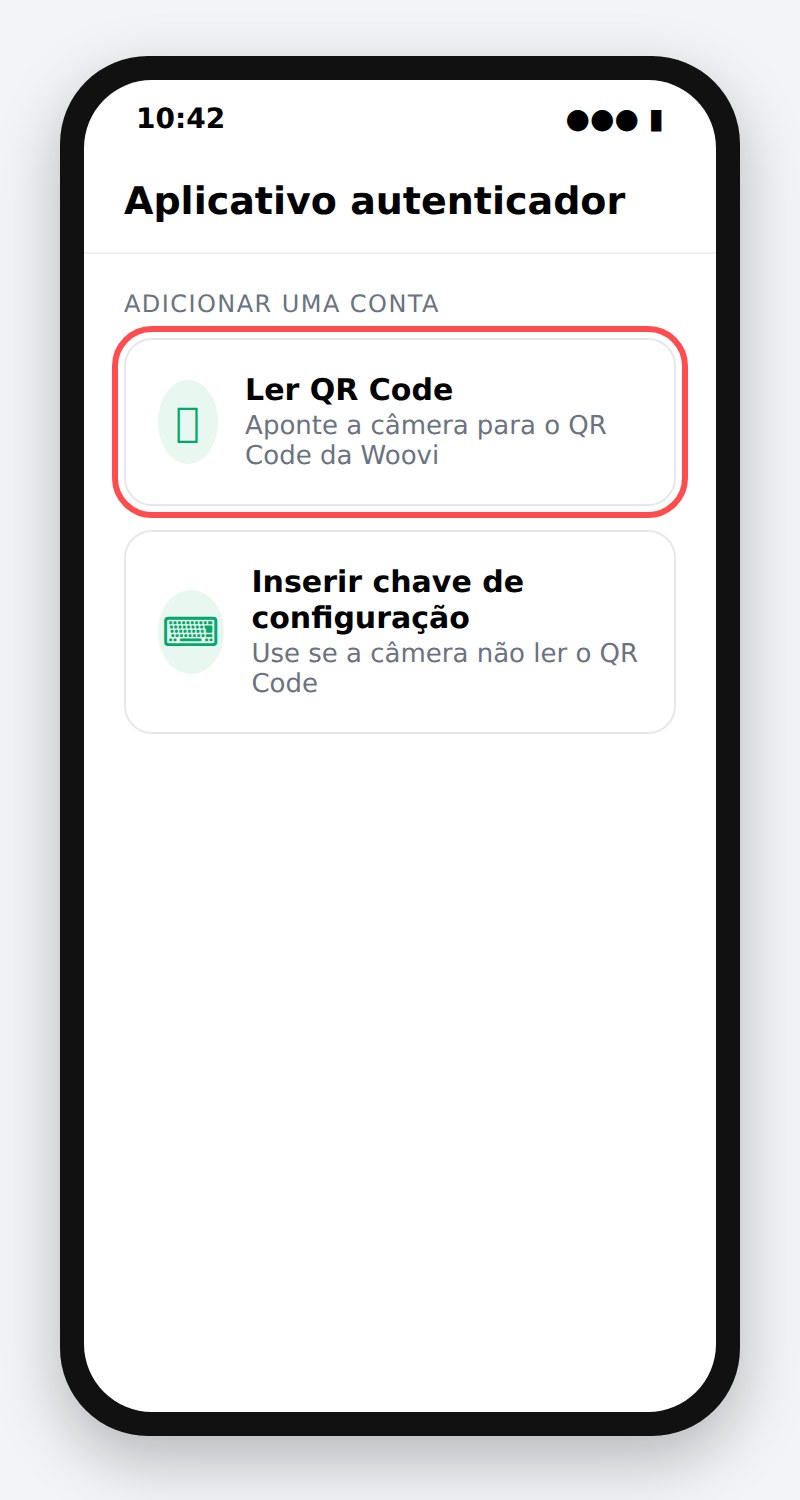 10:42
Aplicativo autenticador
ADICIONAR UMA CONTA
Ler QR Code
Aponte a câmera para o QR
Code da Woovi
Inserir chave de
configuração
Use se a câmera não ler o QR
Code